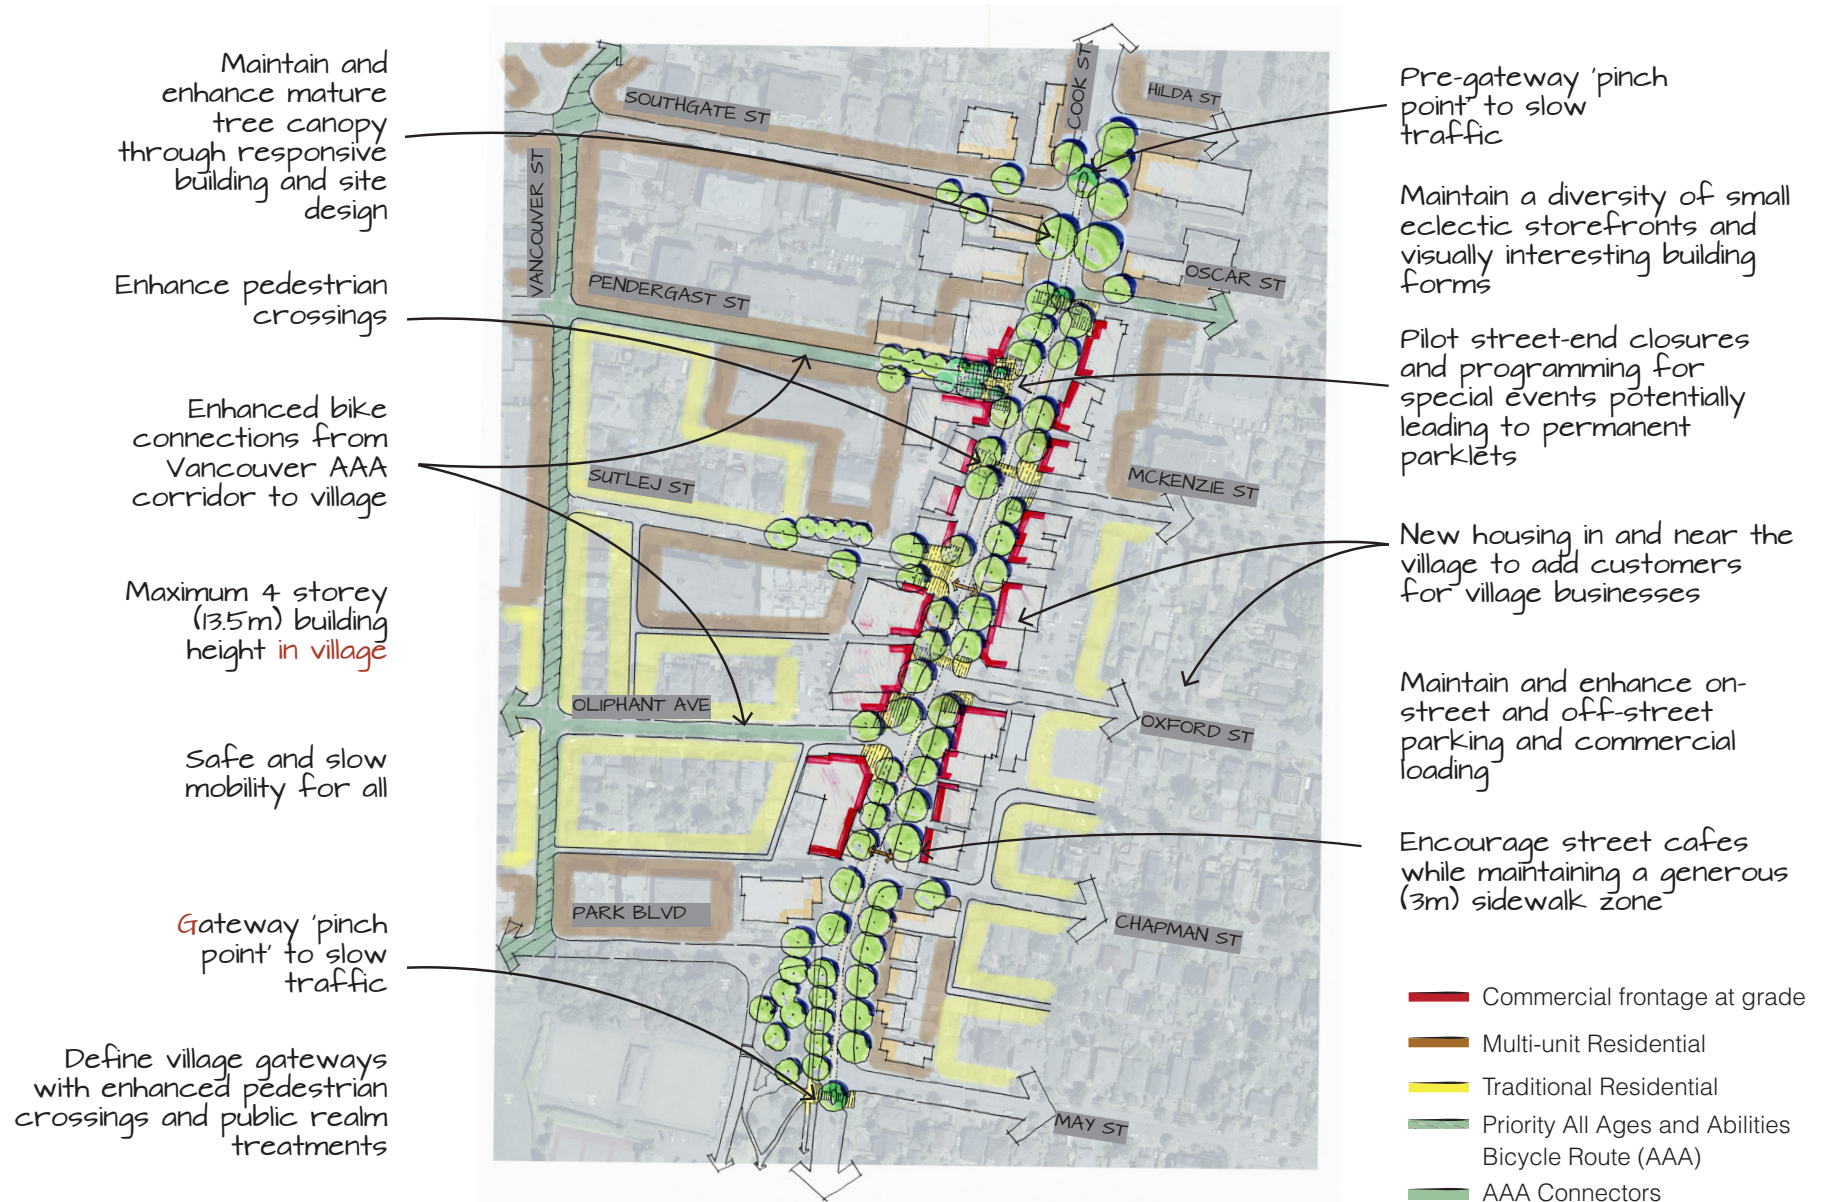 Maintain and
enhance mature
tree canopy
through responsive
building and site
design
Enhance pedestrian
crossings
Enhanced bike
connections from
Vancouver AAA
corridor to village
Maximum 4 storey
(13.5m) building
height in village
Safe and slow
mobility for all
Gateway 'pinch
point' to slow
traffic
Define village gateways
with enhanced pedestrian
crossings and public realm
treatments
SOUTHGATE ST
COOK ST
HILDA ST
VANCOUVER ST
PENDERGAST ST
OSCAR ST
SUTLEJ ST
MCKENZIE ST
OLIPHANT AVE
OXFORD ST
PARK BLVD
CHAPMAN ST
MAY ST
Pre-gateway 'pinch
point' to slow
traffic
Maintain a diversity of small
eclectic storefronts and
visually interesting building
forms
Pilot street-end closures
and programming for
special events potentially
leading to permanent
parklets
New housing in and near the
village to add customers
for village businesses
Maintain and enhance on-
street and off-street
parking and commercial
loading
Encourage street cafes
while maintaining a generous
(3m) sidewalk zone
Commercial frontage at grade
Multi-unit Residential
Traditional Residential
Priority All Ages and Abilities
Bicycle Route (AAA)
AAA Connectors